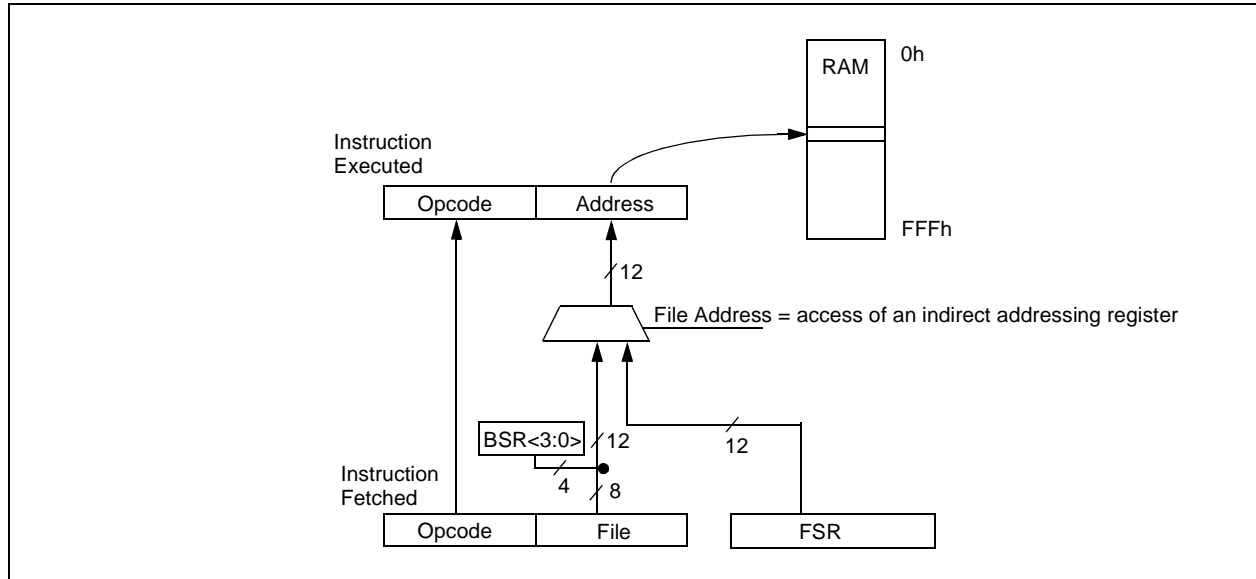 RAM
0h
Instruction
Executed
Opcode
Address
FFFh
12
File Address = access of an indirect addressing register
BSR<3:0>
12
12
4
8
Instruction
Fetched
Opcode
File
FSR